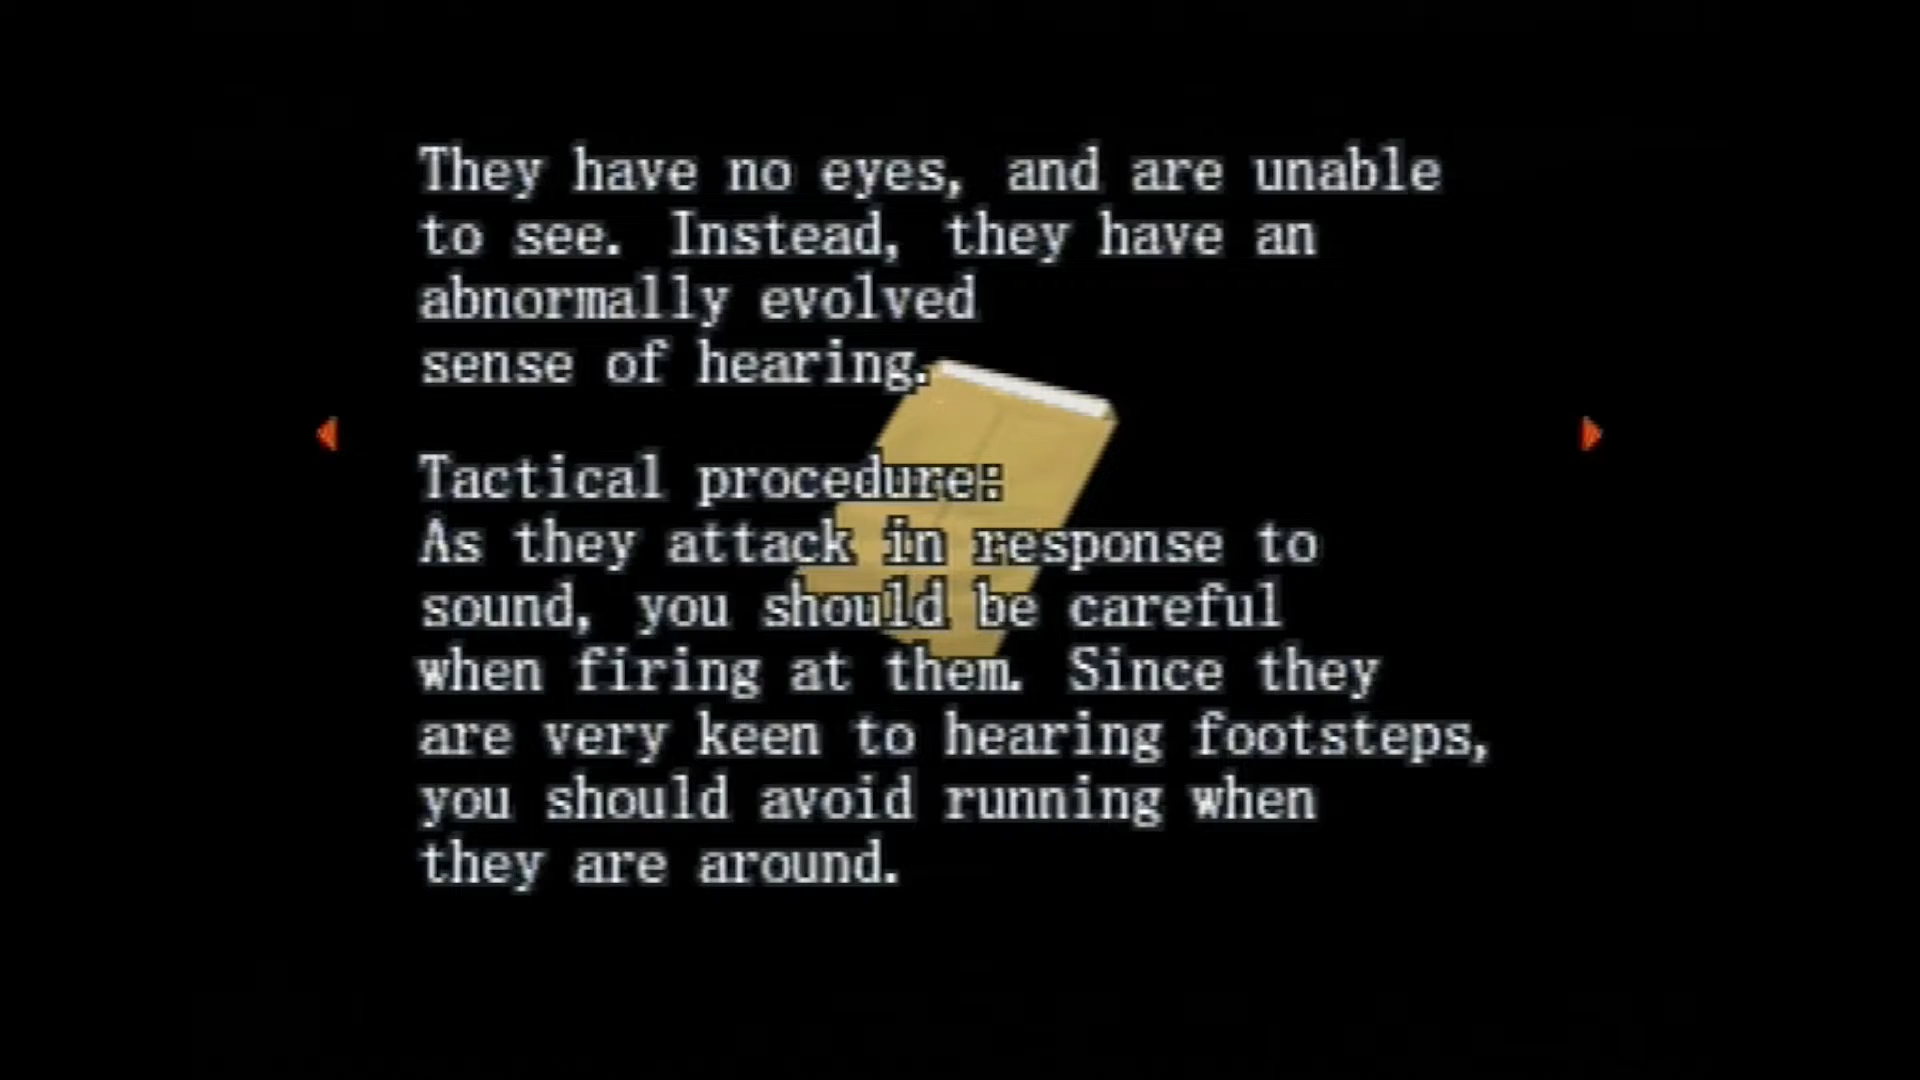 They have no eyes, and are unable
to see. Instead, they have an
abnormally evolved
sense of hearing.
Tactical procedure:
As they attack in response to
sound, you should be careful
when firing at them. Since they
are very keen to hearing footsteps,
you should avoid running when
they are around.